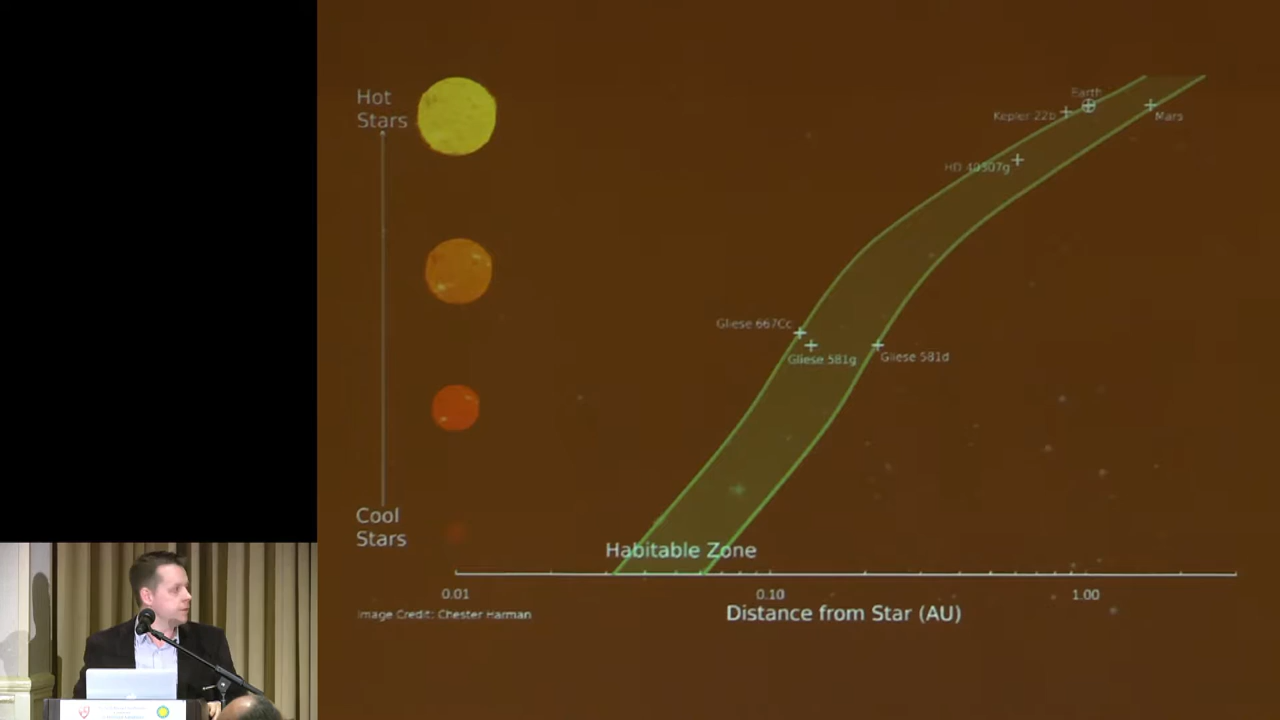 Hot
Stars
Earth
Kepler 22b
Mars
HD 40307g
Gliese 667Cc
Gliese 581g
Gliese 581d
Cool
Stars
Habitable Zone
0.01
0.10
1.00
Distance from Star (AU)
Image Credit: Chester Harman